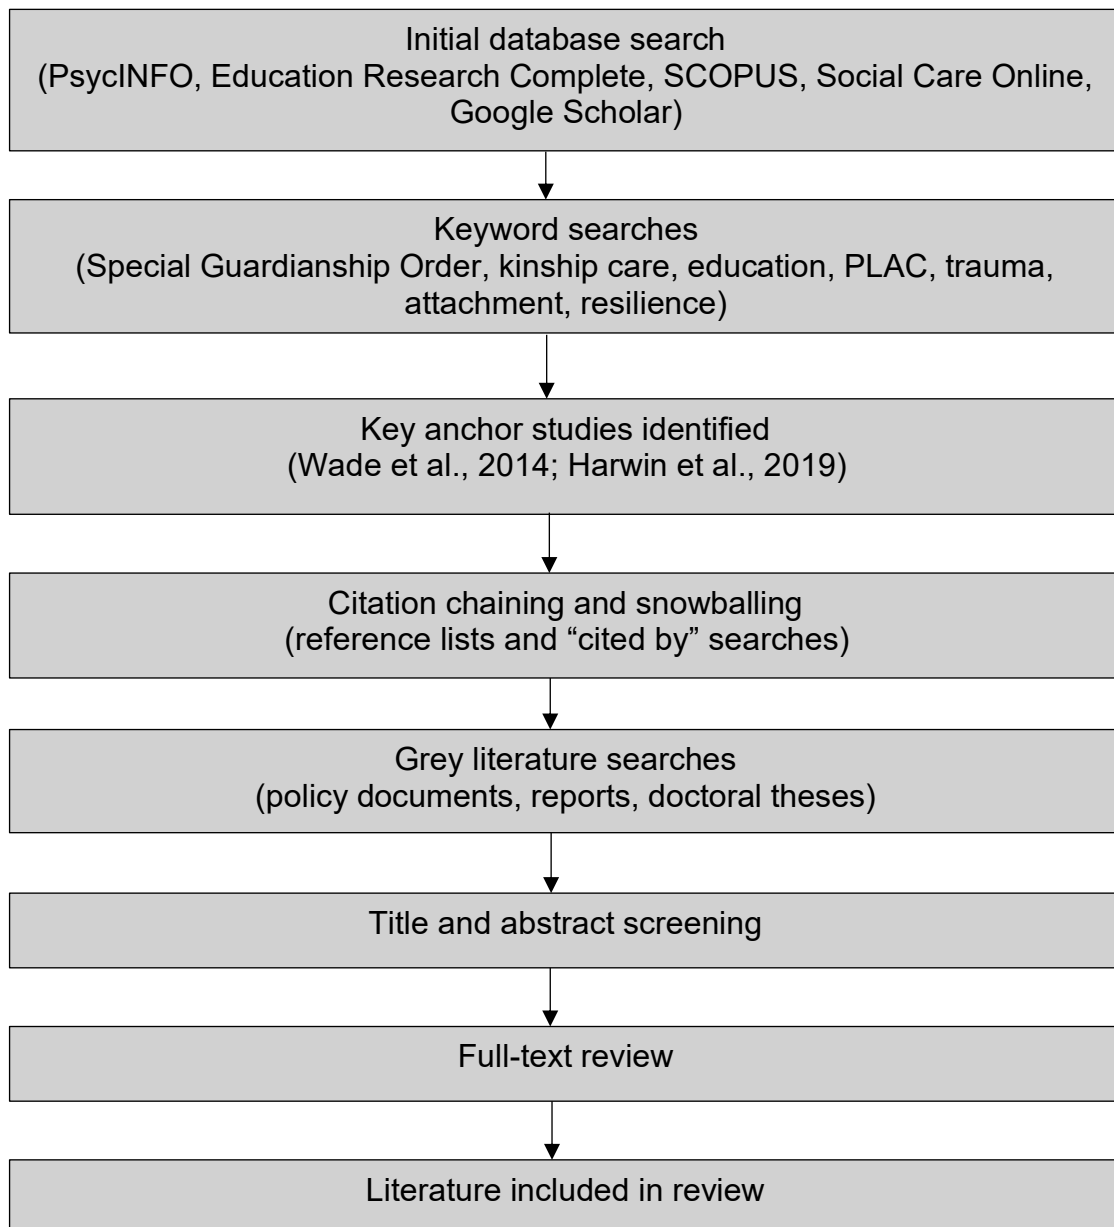 Initial database search
(PsycINFO, Education Research Complete, SCOPUS, Social Care Online,
Google Scholar)
Keyword searches
(Special Guardianship Order, kinship care, education, PLAC, trauma,
attachment, resilience)
Key anchor studies identified
(Wade et al., 2014; Harwin et al., 2019)
Citation chaining and snowballing
(reference lists and “cited by” searches)
Grey literature searches
(policy documents, reports, doctoral theses)
Title and abstract screening
Full-text review
Literature included in review